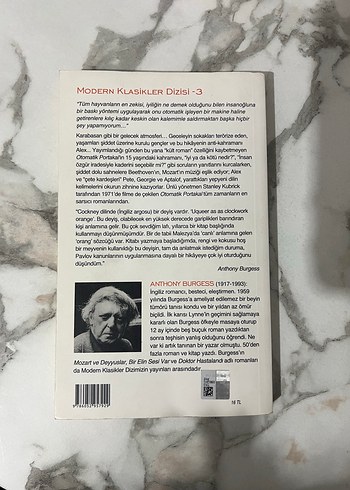 MODERN KLASİKLER DİZİSİ -3
"Tüm hayvanların en zekisi, iyiliğin ne demek olduğunu bilen insanoğluna
bir baskı yöntemi uygulayarak onu otomatik işleyen bir makine haline
getirenlere kılıç kadar keskin olan kalemimle saldırmaktan başka hiçbir
şey yapamıyorum..."
Karabasan gibi bir gelecek atmosferi... Geceleyin sokakları terörize eden,
yaşamları şiddet üzerine kurulu gençler ve bu hikâyenin anti-kahramanı
Alex... Yayımlandığı günden bu yana "kült roman" özelliğini kaybetmeyen
Otomatik Portakal'ın 15 yaşındaki kahramanı, "iyi ya da kötü nedir?", "İnsan
özgür iradesiyle kaderini seçebilir mi?" gibi soruların yanıtlarını ararken,
şiddet dolu sahnelere Beethoven'in, Mozart'ın müziği eşlik ediyor; Alex
ve "çete kardeşleri" Pete, Georgie ve Aptalof, yarattıkları yepyeni dilin
kelimelerini okurun zihnine kazıyorlar. Ünlü yönetmen Stanley Kubrick
tarafından 1971'de filme de çekilen Otomatik Portakal tüm zamanların en
sarsıcı romanlarından.
"Cockney dilinde (İngiliz argosu) bir deyiş vardır. 'Uqueer as as clockwork
orange'. Bu deyiş, olabilecek en yüksek derecede gariplikleri barındıran
kişi anlamına gelir. Bu çok sevdiğim lafı, yıllarca bir kitap başlığında
kullanmayı düşünmüşümdür. Bir de tabii Malezya'da 'canlı' anlamına gelen
'orang' sözcüğü var. Kitabı yazmaya başladığımda, rengi ve kokusu hoş
bir meyvenin kullanıldığı bu deyişin, tam da anlatmak istediğim duruma,
Pavlov kanunlarının uygulanmasına dayalı bir hikâyeye çok iyi oturduğunu
düşündüm."
Anthony Burgess
ANTHONY BURGESS (1917-1993):
İngiliz romancı, besteci, eleştirmen. 1959
yılında Burgess'a ameliyat edilemez bir beyin
tümörü tanısı kondu ve bir yıldan az ömür
biçildi. İlk karısı Lynne'in geçimini sağlamaya
kararlı olan Burgess öfkeyle masaya oturup
12 ay içinde beş buçuk roman yazdıktan
sonra teşhisin yanlış olduğunu öğrendi. Ne
var ki artık tanınan bir yazar olmuştu. 50'den
fazla roman ve kitap yazdı. Burgess'ın
Mozart ve Deyyuslar, Bir Elin Sesi Var ve Doktor Hastalandı adlı romanları
da Modern Klasikler Dizimizin yayınları arasındadır.
16 TL